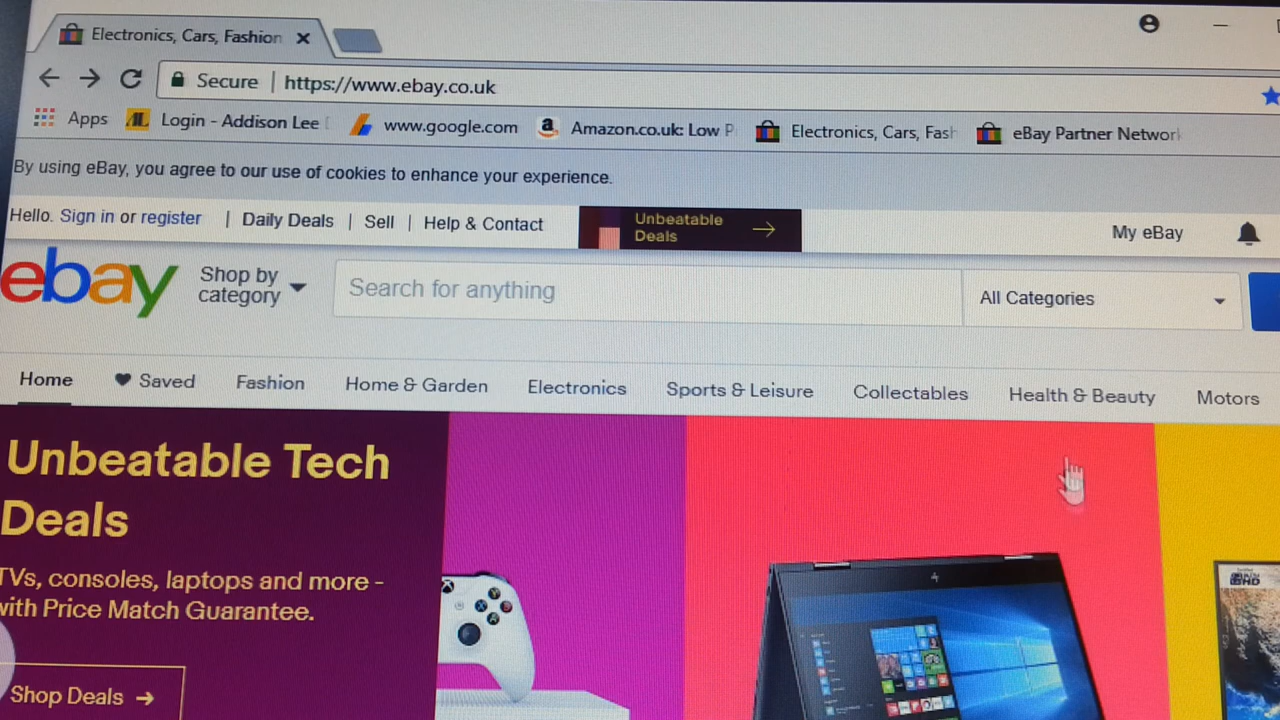 Electronics, Cars, Fashion
Secure | https://www.ebay.co.uk
Apps Login - Addison Lee www.google.com Amazon.co.uk: Low P Electronics, Cars, Fash eBay Partner Network
By using eBay, you agree to our use of cookies to enhance your experience.
Hello. Sign in or register | Daily Deals | Sell | Help & Contact
Unbeatable
Deals
My eBay
ebay
Shop by
category
Search for anything
All Categories
Home Saved Fashion Home & Garden Electronics Sports & Leisure Collectables Health & Beauty Motors
Unbeatable Tech
Deals
TVs, consoles, laptops and more -
with Price Match Guarantee.
Shop Deals